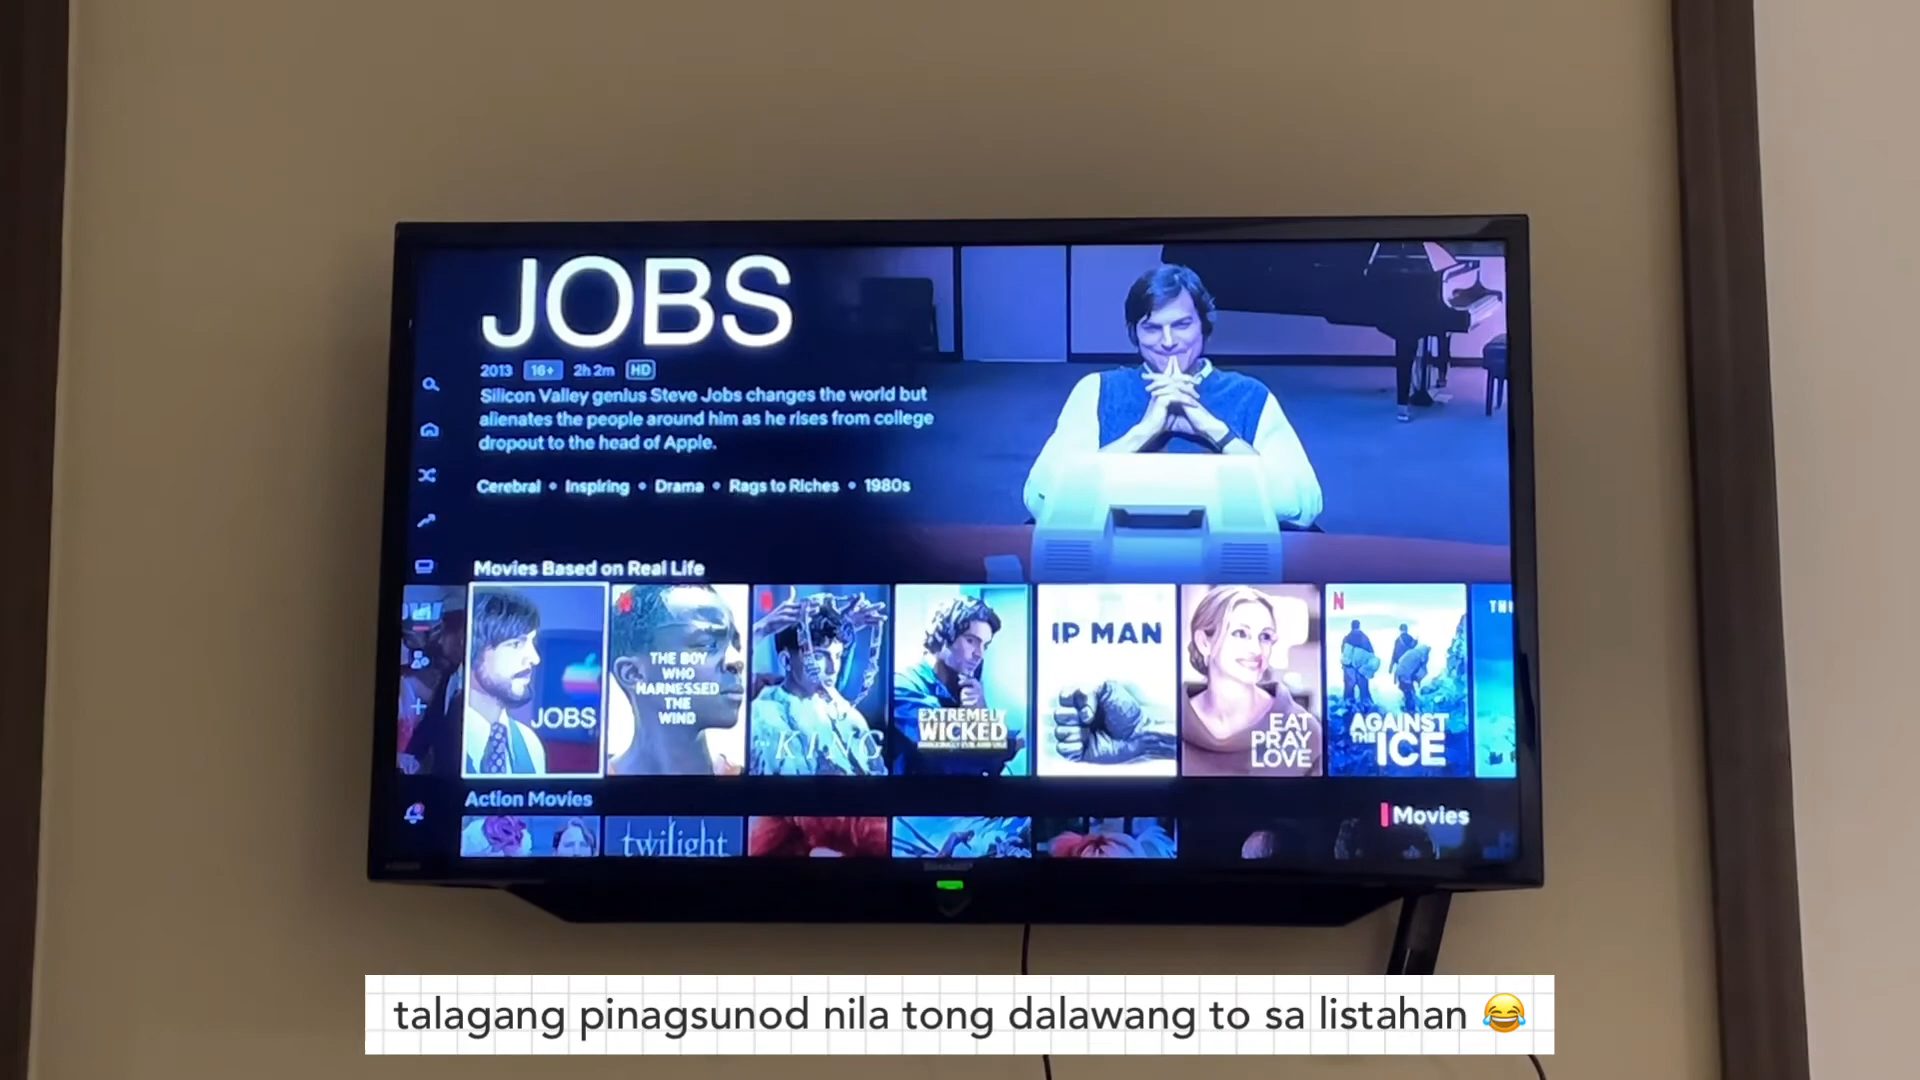 JOBS
2013 16+ 2h 2m HD
Silicon Valley genius Steve Jobs changes the world but
alienates the people around him as he rises from college
dropout to the head of Apple.
Cerebral • Inspiring • Drama • Rags to Riches • 1980s
Movies Based on Real Life
JOBS
THE BOY
WHO
HARNESSED
THE
WIND
THE KING
EXTREMELY
WICKED
IP MAN
EAT
PRAY
LOVE
N
AGAINST
THE ICE
Action Movies
Movies
twilight
talagang pinagsunod nila tong dalawang to sa listahan 😂